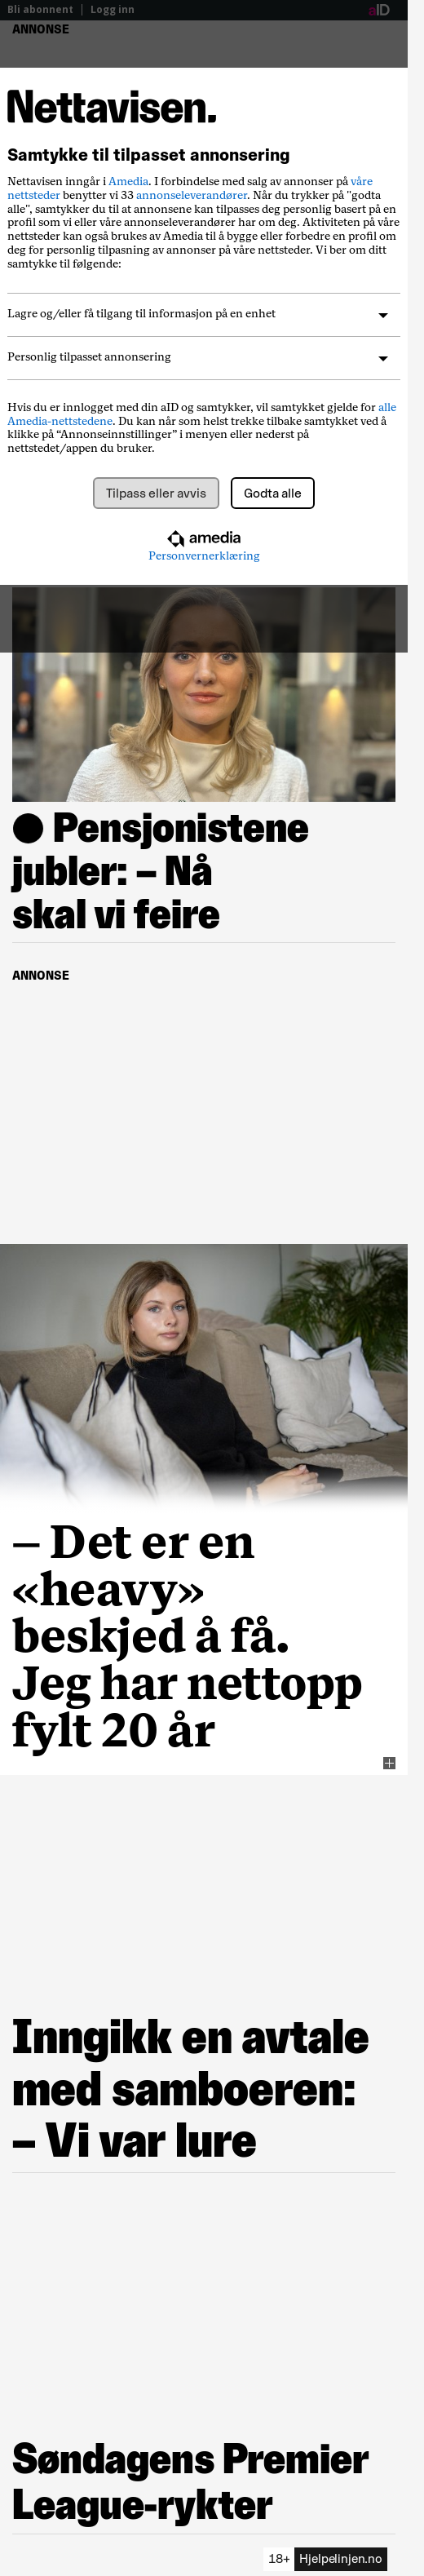 Bli abonnent | Logg inn
aID
ANNONSE
Nettavisen.
Samtykke til tilpasset annonsering
Nettavisen inngår i Amedia. I forbindelse med salg av annonser på våre
nettsteder benytter vi 33 annonseleverandører. Når du trykker på "godta
alle", samtykker du til at annonsene kan tilpasses deg personlig basert på en
profil som vi eller våre annonseleverandører har om deg. Aktiviteten på våre
nettsteder kan også brukes av Amedia til å bygge eller forbedre en profil om
deg for personlig tilpasning av annonser på våre nettsteder. Vi ber om ditt
samtykke til følgende:
Lagre og/eller få tilgang til informasjon på en enhet
Personlig tilpasset annonsering
Hvis du er innlogget med din aID og samtykker, vil samtykket gjelde for alle
Amedia-nettstedene. Du kan når som helst trekke tilbake samtykket ved å
klikke på “Annonseinnstillinger” i menyen eller nederst på
nettstedet/appen du bruker.
Tilpass eller avvis
Godta alle
amedia
Personvernerklæring
Pensjonistene
jubler: – Nå
skal vi feire
ANNONSE
– Det er en
«heavy»
beskjed å få.
Jeg har nettopp
fylt 20 år
Inngikk en avtale
med samboeren:
– Vi var lure
Søndagens Premier
League-rykter
18+ Hjelpelinjen.no